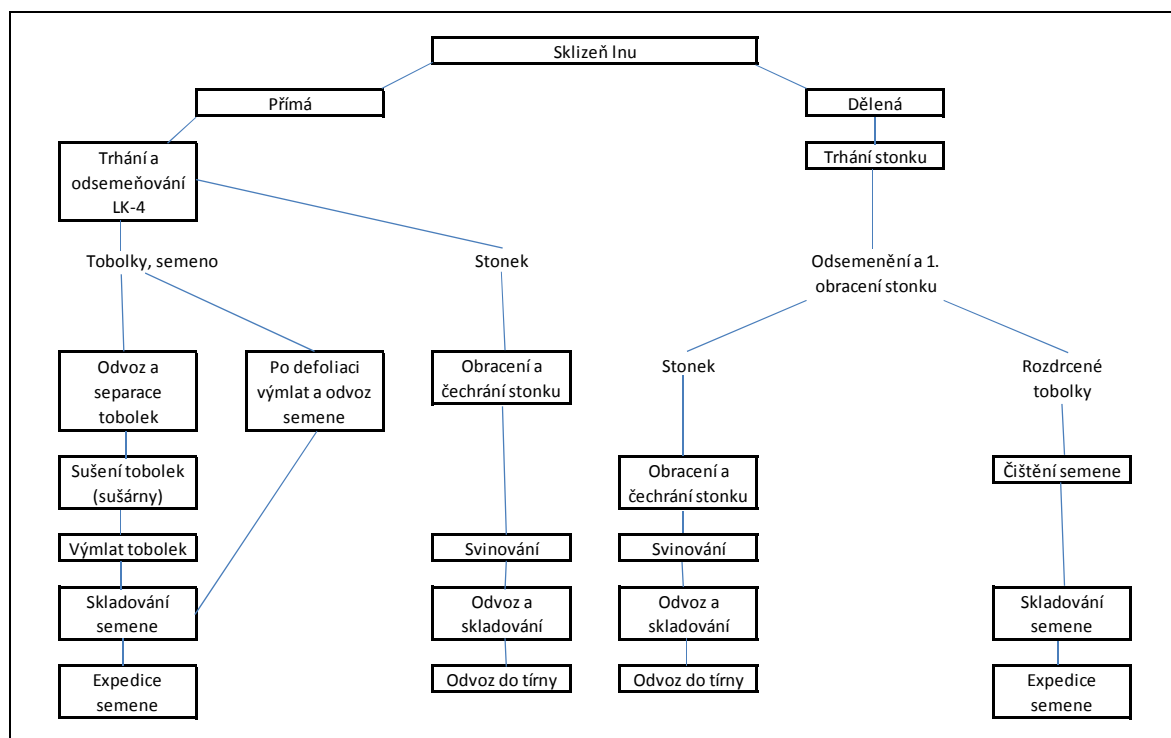 Sklizeň lnu
Přímá
Dělená
Trhání a
odsemeňování
LK-4
Trhání stonku
Tobolky, semeno
Stonek
Odsemenění a 1.
obracení stonku
Odvoz a
separace
tobolek
Po defoliaci
výmlat a odvoz
semene
Obracení a
čechrání stonku
Stonek
Rozdrcené
tobolky
Sušení tobolek
(sušárny)
Obracení a
čechrání stonku
Čištění semene
Výmlat tobolek
Svinování
Svinování
Skladování
semene
Odvoz a
skladování
Odvoz a
skladování
Skladování
semene
Expedice
semene
Odvoz do tírny
Odvoz do tírny
Expedice
semene